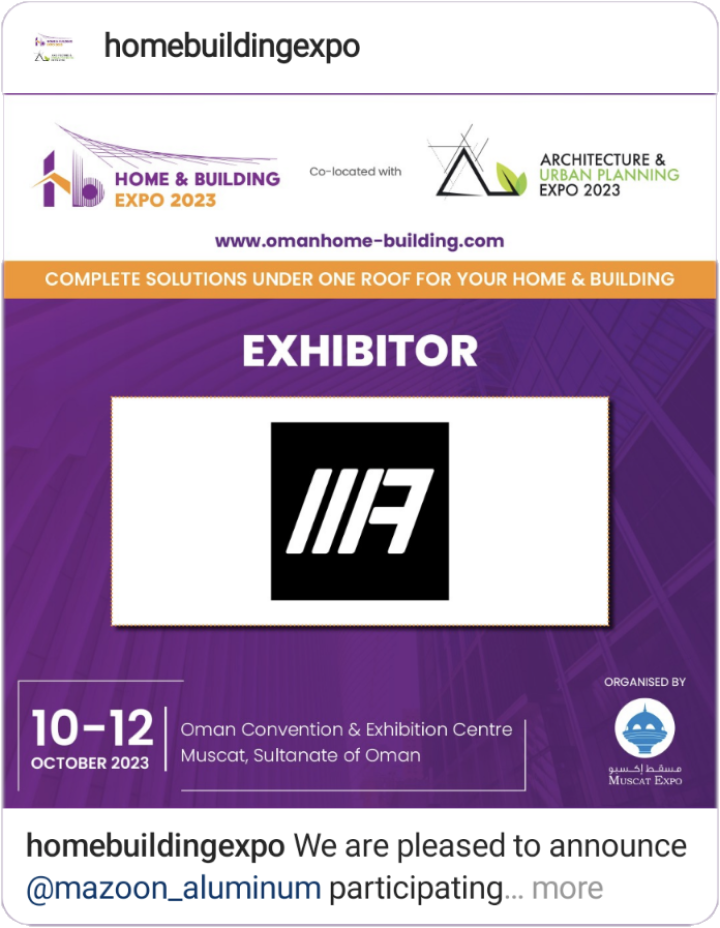 homebuildingexpo
HOME & BUILDING
EXPO 2023
Co-located with
ARCHITECTURE &
URBAN PLANNING
EXPO 2023
www.omanhome-building.com
COMPLETE SOLUTIONS UNDER ONE ROOF FOR YOUR HOME & BUILDING
EXHIBITOR
10-12
OCTOBER 2023
Oman Convention & Exhibition Centre
Muscat, Sultanate of Oman
ORGANISED BY
مسقط إكسبو
MUSCAT EXPO
homebuildingexpo We are pleased to announce
@mazoon_aluminum participating... more